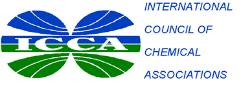 ICCA
INTERNATIONAL
COUNCIL OF
CHEMICAL
ASSOCIATIONS